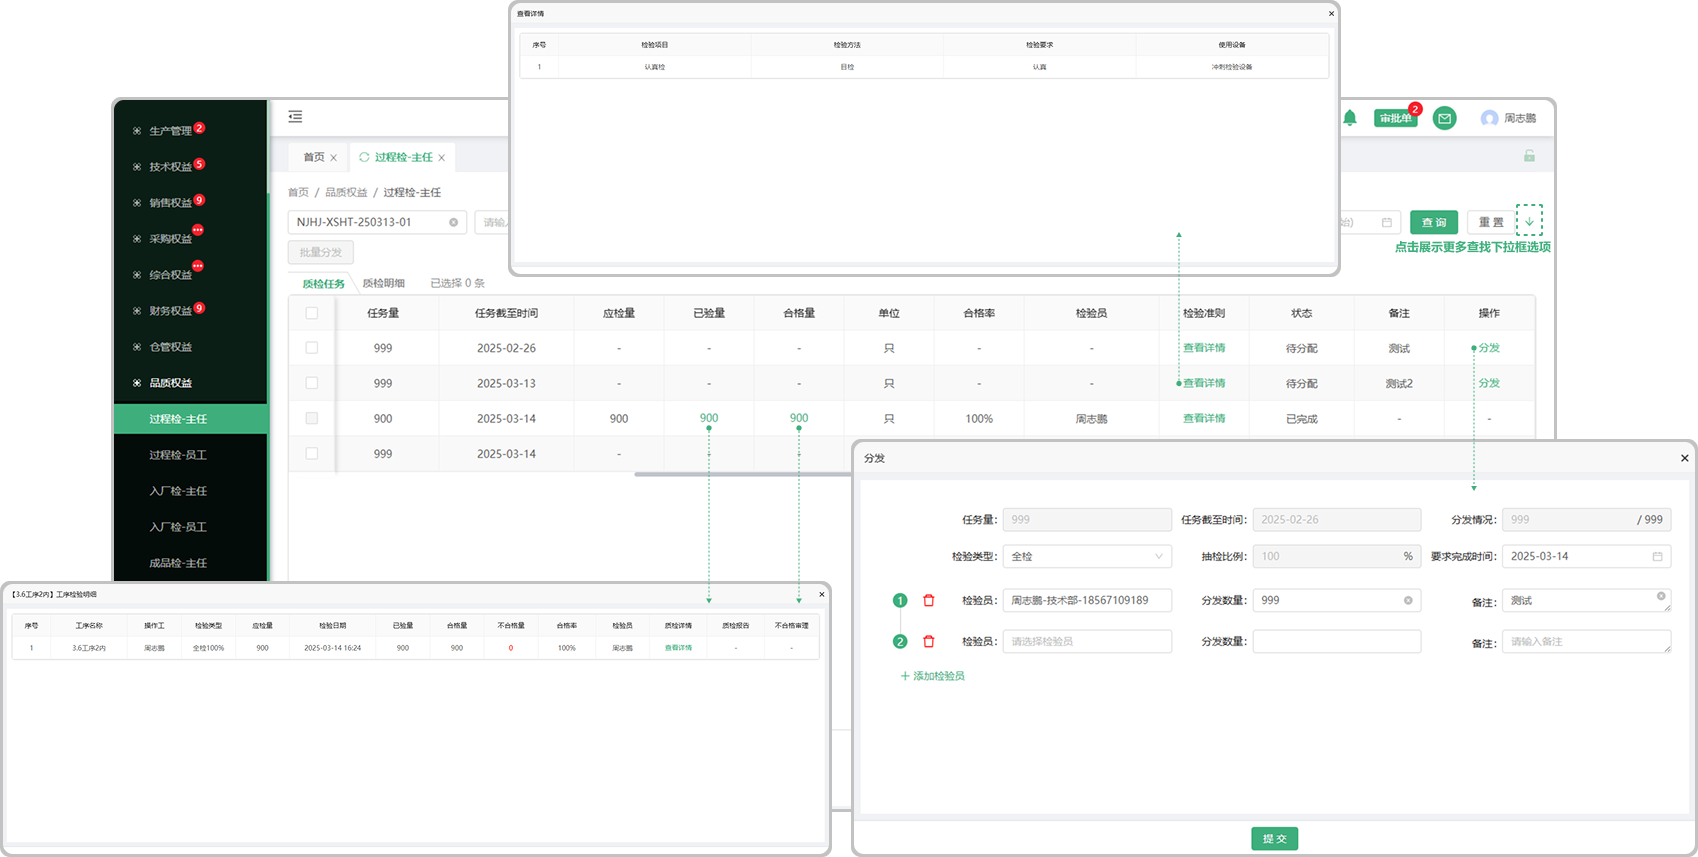 查看详情
序号 检验项目 检验方法 检验要求 使用设备
1 认真检 目检 认真 冲刺检验设备
生产管理 2
技术权益 5
销售权益 9
采购权益
综合权益
财务权益 9
仓管权益
品质权益
过程检-主任
过程检-员工
入厂检-主任
入厂检-员工
成品检-主任
审批单 2 周志鹏
首页 过程检-主任
首页 / 品质权益 / 过程检-主任
NJHJ-XSHT-250313-01 请输 查 询 重 置
点击展示更多查找下拉框选项
批量分发
质检任务 质检明细 已选择 0 条
任务量 任务截至时间 应检量 已验量 合格量 单位 合格率 检验员 检验准则 状态 备注 操作
999 2025-02-26 - - - 只 - - 查看详情 待分配 测试 分发
999 2025-03-13 - - - 只 - - 查看详情 待分配 测试2 分发
900 2025-03-14 900 900 900 只 100% 周志鹏 查看详情 已完成 - -
999 2025-03-14 - - -
分发
任务量: 999 任务截至时间: 2025-02-26 分发情况: 999 / 999
检验类型: 全检 抽检比例: 100 % 要求完成时间: 2025-03-14
1 检验员: 周志鹏-技术部-18567109189 分发数量: 999 备注: 测试
2 检验员: 请选择检验员 分发数量: 备注: 请输入备注
+ 添加检验员
提 交
【3.6工序2内】工序检验明细
序号 工序名称 操作工 检验类型 应检量 检验日期 已验量 合格量 不合格量 合格率 检验员 质检详情 质检报告 不合格审理
1 3.6工序2内 周志鹏 全检100% 900 2025-03-14 16:24 900 900 0 100% 周志鹏 查看详情 - -